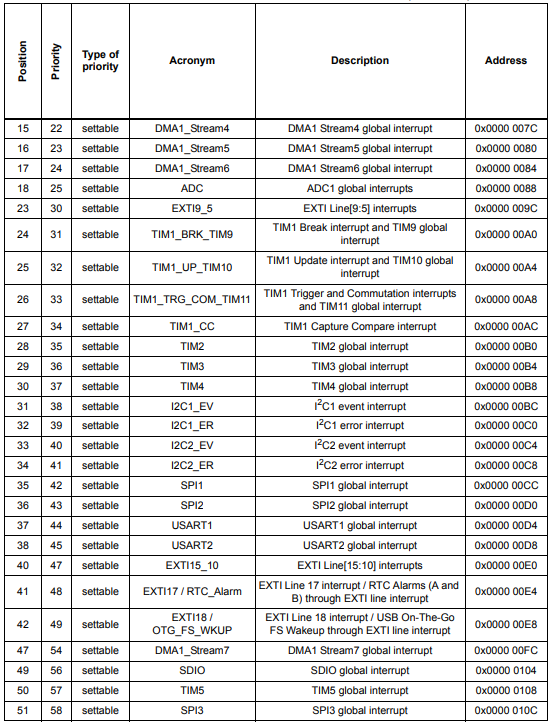 Position Priority Type of priority Acronym Description Address
15 22 settable DMA1_Stream4 DMA1 Stream4 global interrupt 0x0000 007C
16 23 settable DMA1_Stream5 DMA1 Stream5 global interrupt 0x0000 0080
17 24 settable DMA1_Stream6 DMA1 Stream6 global interrupt 0x0000 0084
18 25 settable ADC ADC1 global interrupts 0x0000 0088
23 30 settable EXTI9_5 EXTI Line[9:5] interrupts 0x0000 009C
24 31 settable TIM1_BRK_TIM9 TIM1 Break interrupt and TIM9 global interrupt 0x0000 00A0
25 32 settable TIM1_UP_TIM10 TIM1 Update interrupt and TIM10 global interrupt 0x0000 00A4
26 33 settable TIM1_TRG_COM_TIM11 TIM1 Trigger and Commutation interrupts and TIM11 global interrupt 0x0000 00A8
27 34 settable TIM1_CC TIM1 Capture Compare interrupt 0x0000 00AC
28 35 settable TIM2 TIM2 global interrupt 0x0000 00B0
29 36 settable TIM3 TIM3 global interrupt 0x0000 00B4
30 37 settable TIM4 TIM4 global interrupt 0x0000 00B8
31 38 settable I2C1_EV I²C1 event interrupt 0x0000 00BC
32 39 settable I2C1_ER I²C1 error interrupt 0x0000 00C0
33 40 settable I2C2_EV I²C2 event interrupt 0x0000 00C4
34 41 settable I2C2_ER I²C2 error interrupt 0x0000 00C8
35 42 settable SPI1 SPI1 global interrupt 0x0000 00CC
36 43 settable SPI2 SPI2 global interrupt 0x0000 00D0
37 44 settable USART1 USART1 global interrupt 0x0000 00D4
38 45 settable USART2 USART2 global interrupt 0x0000 00D8
40 47 settable EXTI15_10 EXTI Line[15:10] interrupts 0x0000 00E0
41 48 settable EXTI17 / RTC_Alarm EXTI Line 17 interrupt / RTC Alarms (A and B) through EXTI line interrupt 0x0000 00E4
42 49 settable EXTI18 / OTG_FS_WKUP EXTI Line 18 interrupt / USB On-The-Go FS Wakeup through EXTI line interrupt 0x0000 00E8
47 54 settable DMA1_Stream7 DMA1 Stream7 global interrupt 0x0000 00FC
49 56 settable SDIO SDIO global interrupt 0x0000 0104
50 57 settable TIM5 TIM5 global interrupt 0x0000 0108
51 58 settable SPI3 SPI3 global interrupt 0x0000 010C